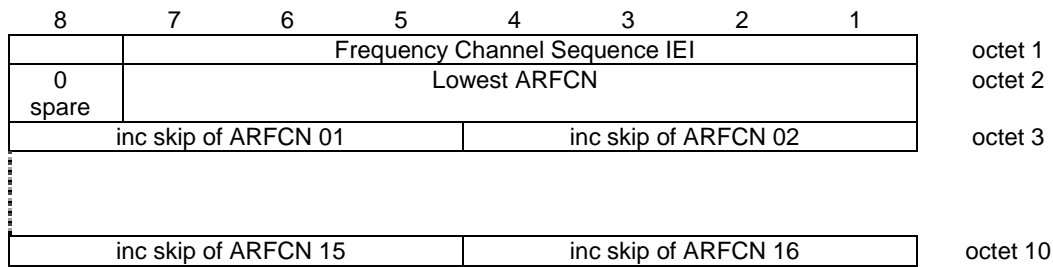 8 7 6 5 4 3 2 1
Frequency Channel Sequence IEI octet 1
0 Lowest ARFCN octet 2
spare
inc skip of ARFCN 01 inc skip of ARFCN 02 octet 3
inc skip of ARFCN 15 inc skip of ARFCN 16 octet 10